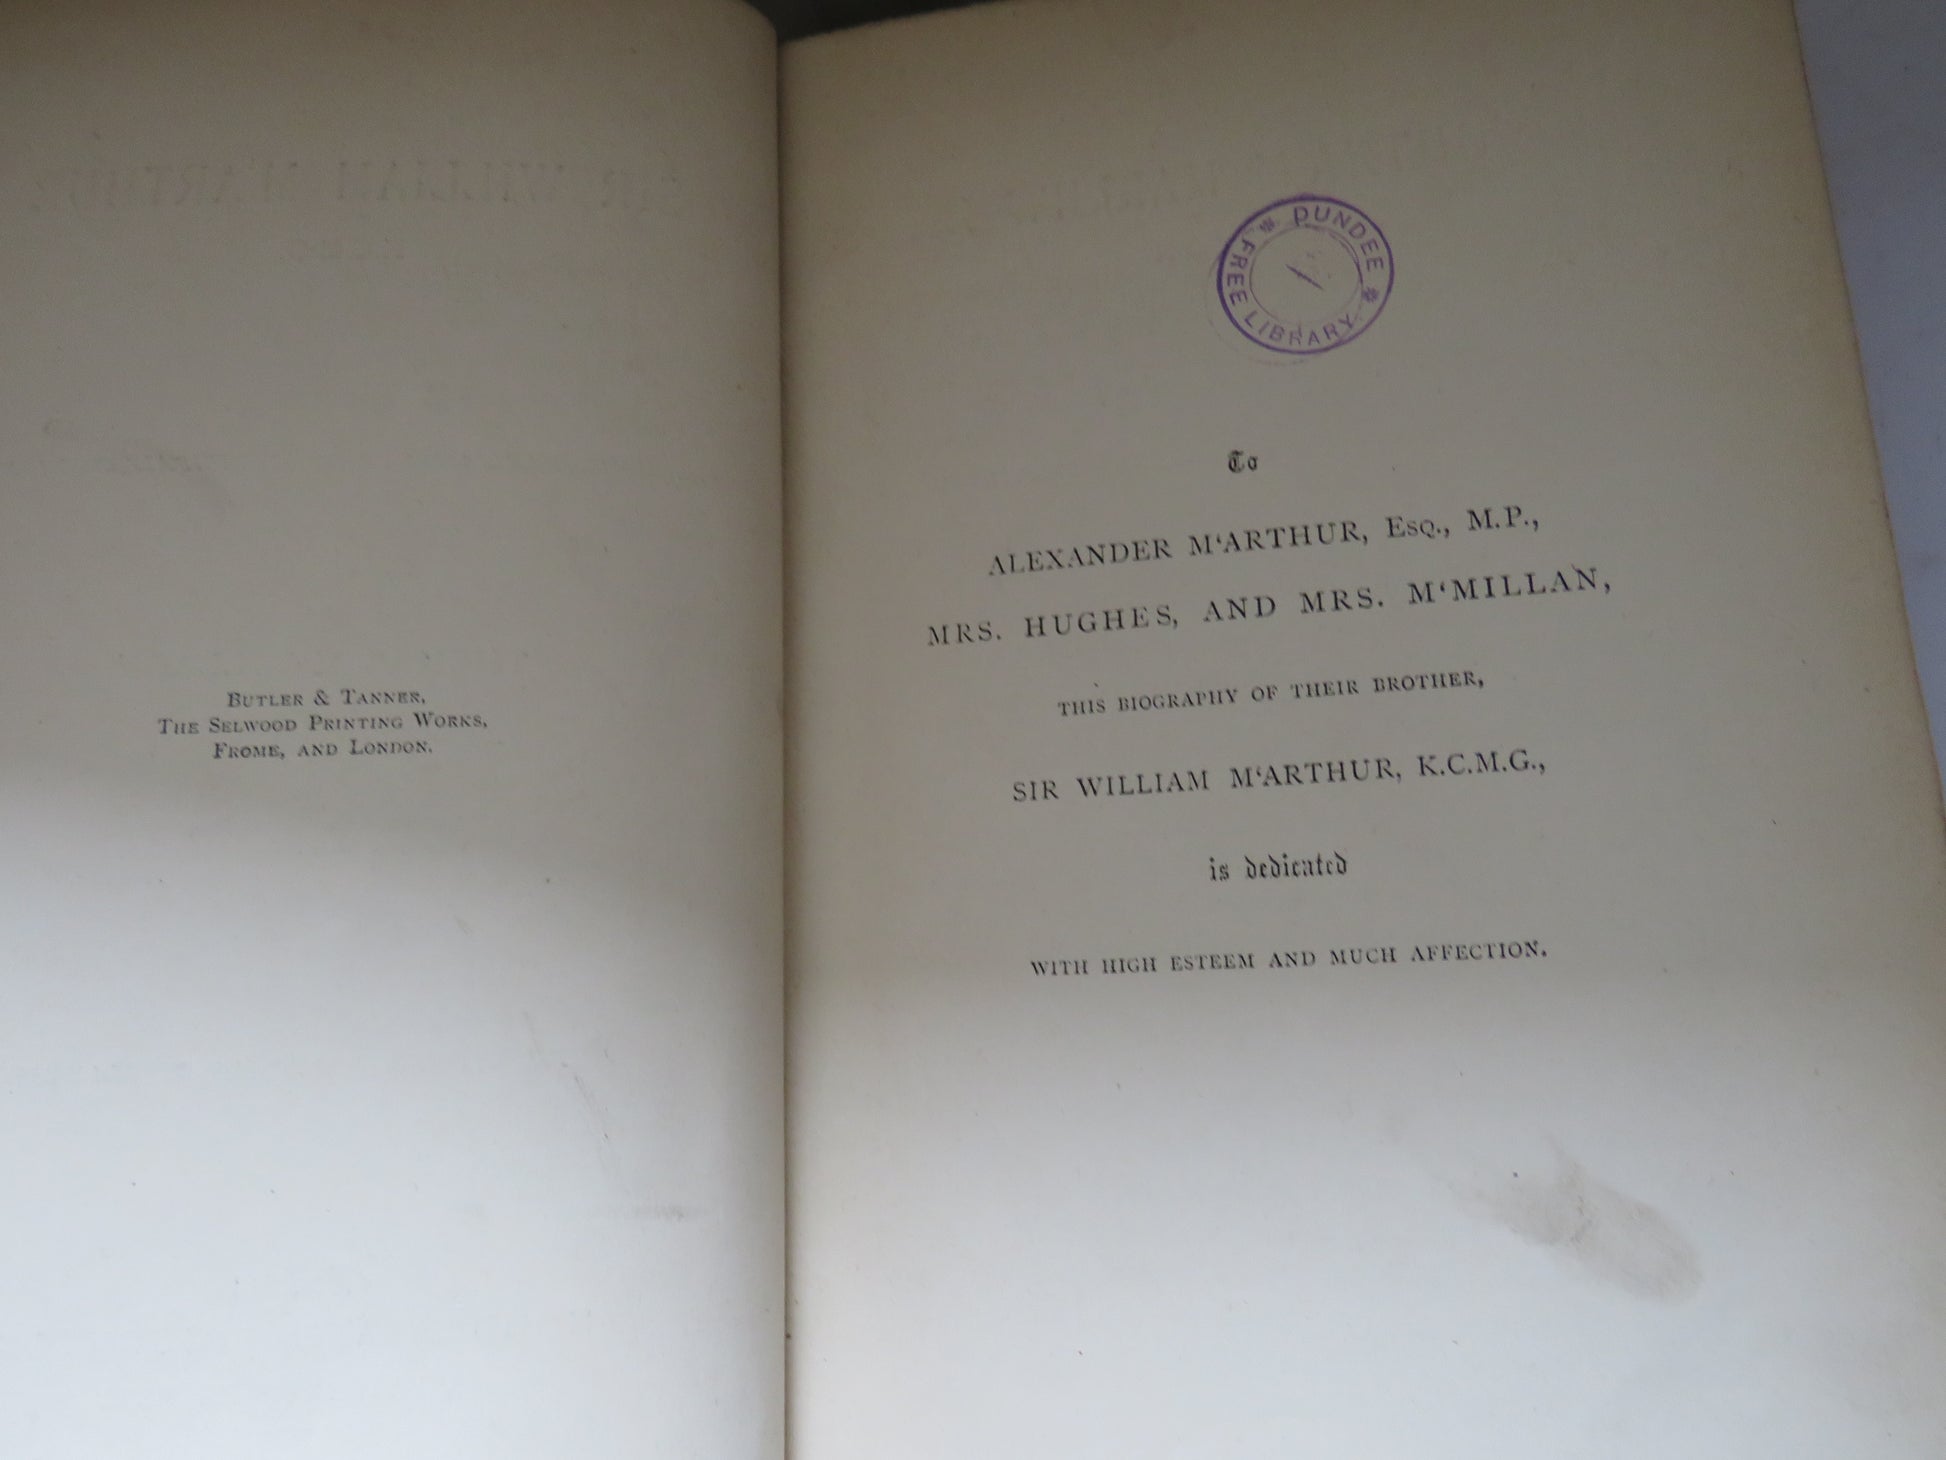 BUTLER & TANNER,
THE SELWOOD PRINTING WORKS,
FROME, AND LONDON.
DUNDEE
FREE LIBRARY
To
ALEXANDER M‘ARTHUR, ESQ., M.P.,
MRS. HUGHES, AND MRS. M‘MILLAN,
THIS BIOGRAPHY OF THEIR BROTHER,
SIR WILLIAM M‘ARTHUR, K.C.M.G.,
is dedicated
WITH HIGH ESTEEM AND MUCH AFFECTION.